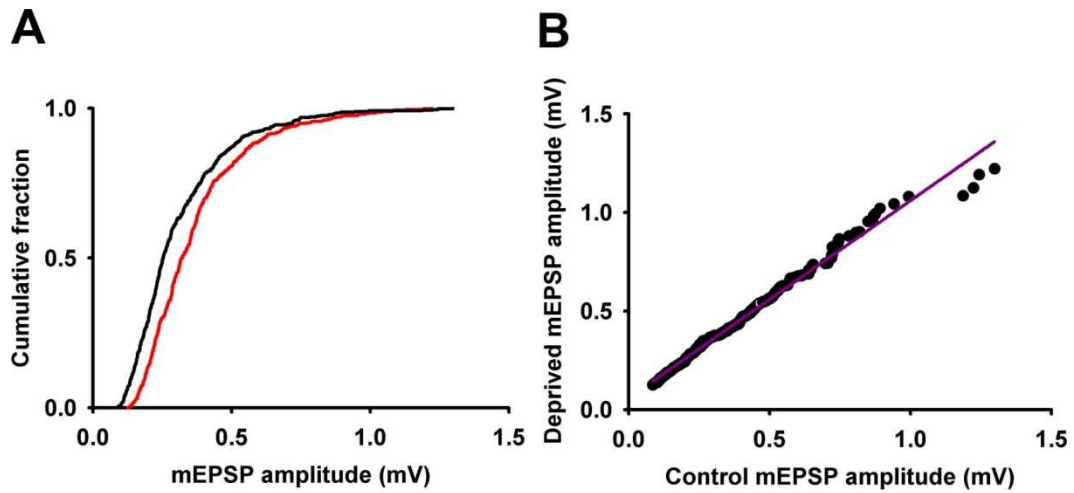 A
B
Cumulative fraction
1.0
0.5
0.0
0.0 0.5 1.0 1.5
mEPSP amplitude (mV)
Deprived mEPSP amplitude (mV)
1.5
1.0
0.5
0.0
0.0 0.5 1.0 1.5
Control mEPSP amplitude (mV)